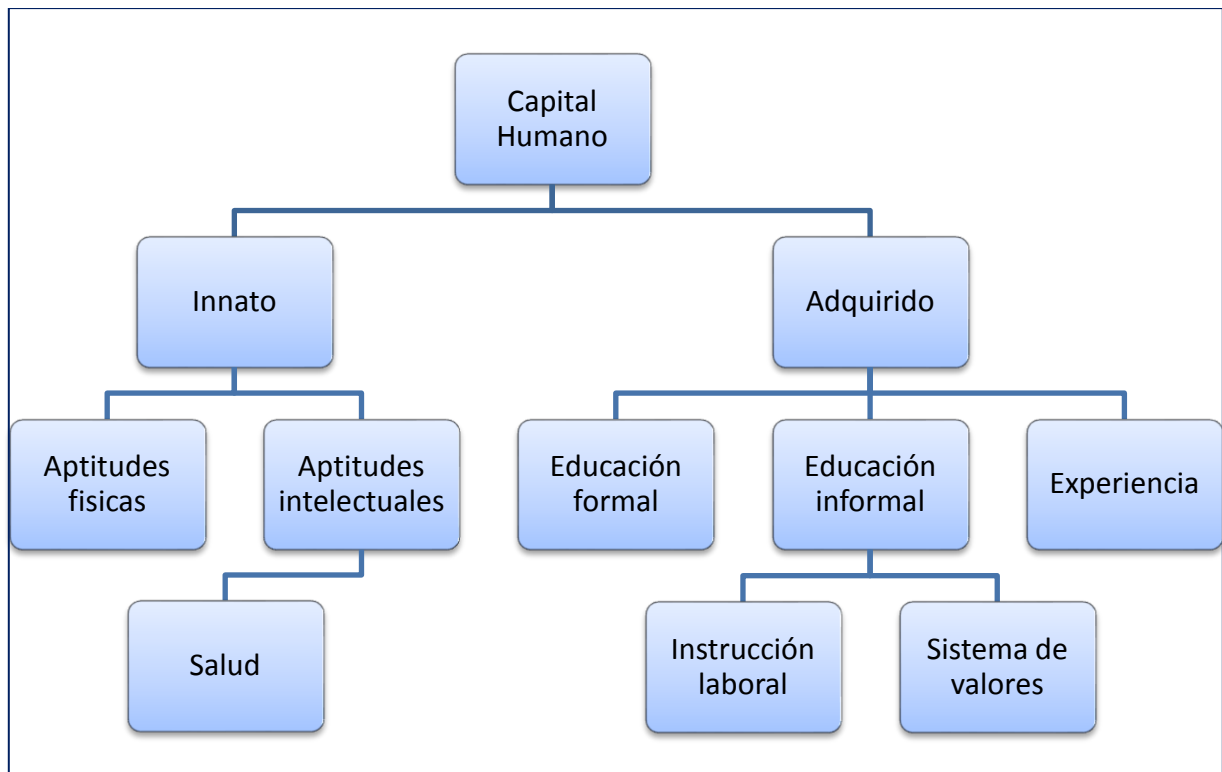 Capital
Humano
Innato
Adquirido
Aptitudes
fisicas
Aptitudes
intelectuales
Educación
formal
Educación
informal
Experiencia
Salud
Instrucción
laboral
Sistema de
valores